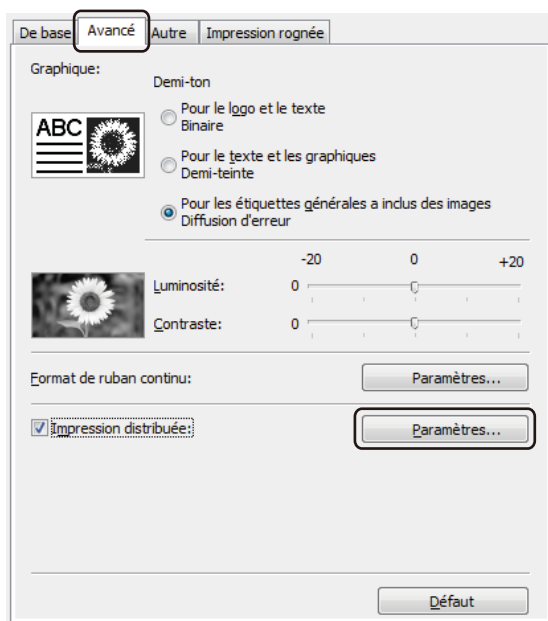 De base Avancé Autre Impression rognée
Graphique:
Demi-ton
ABC
Pour le logo et le texte
Binaire
Pour le texte et les graphiques
Demi-teinte
Pour les étiquettes générales a inclus des images
Diffusion d'erreur
-20 0 +20
Luminosité: 0
Contraste: 0
Format de ruban continu: Paramètres...
Impression distribuée: Paramètres...
Défaut